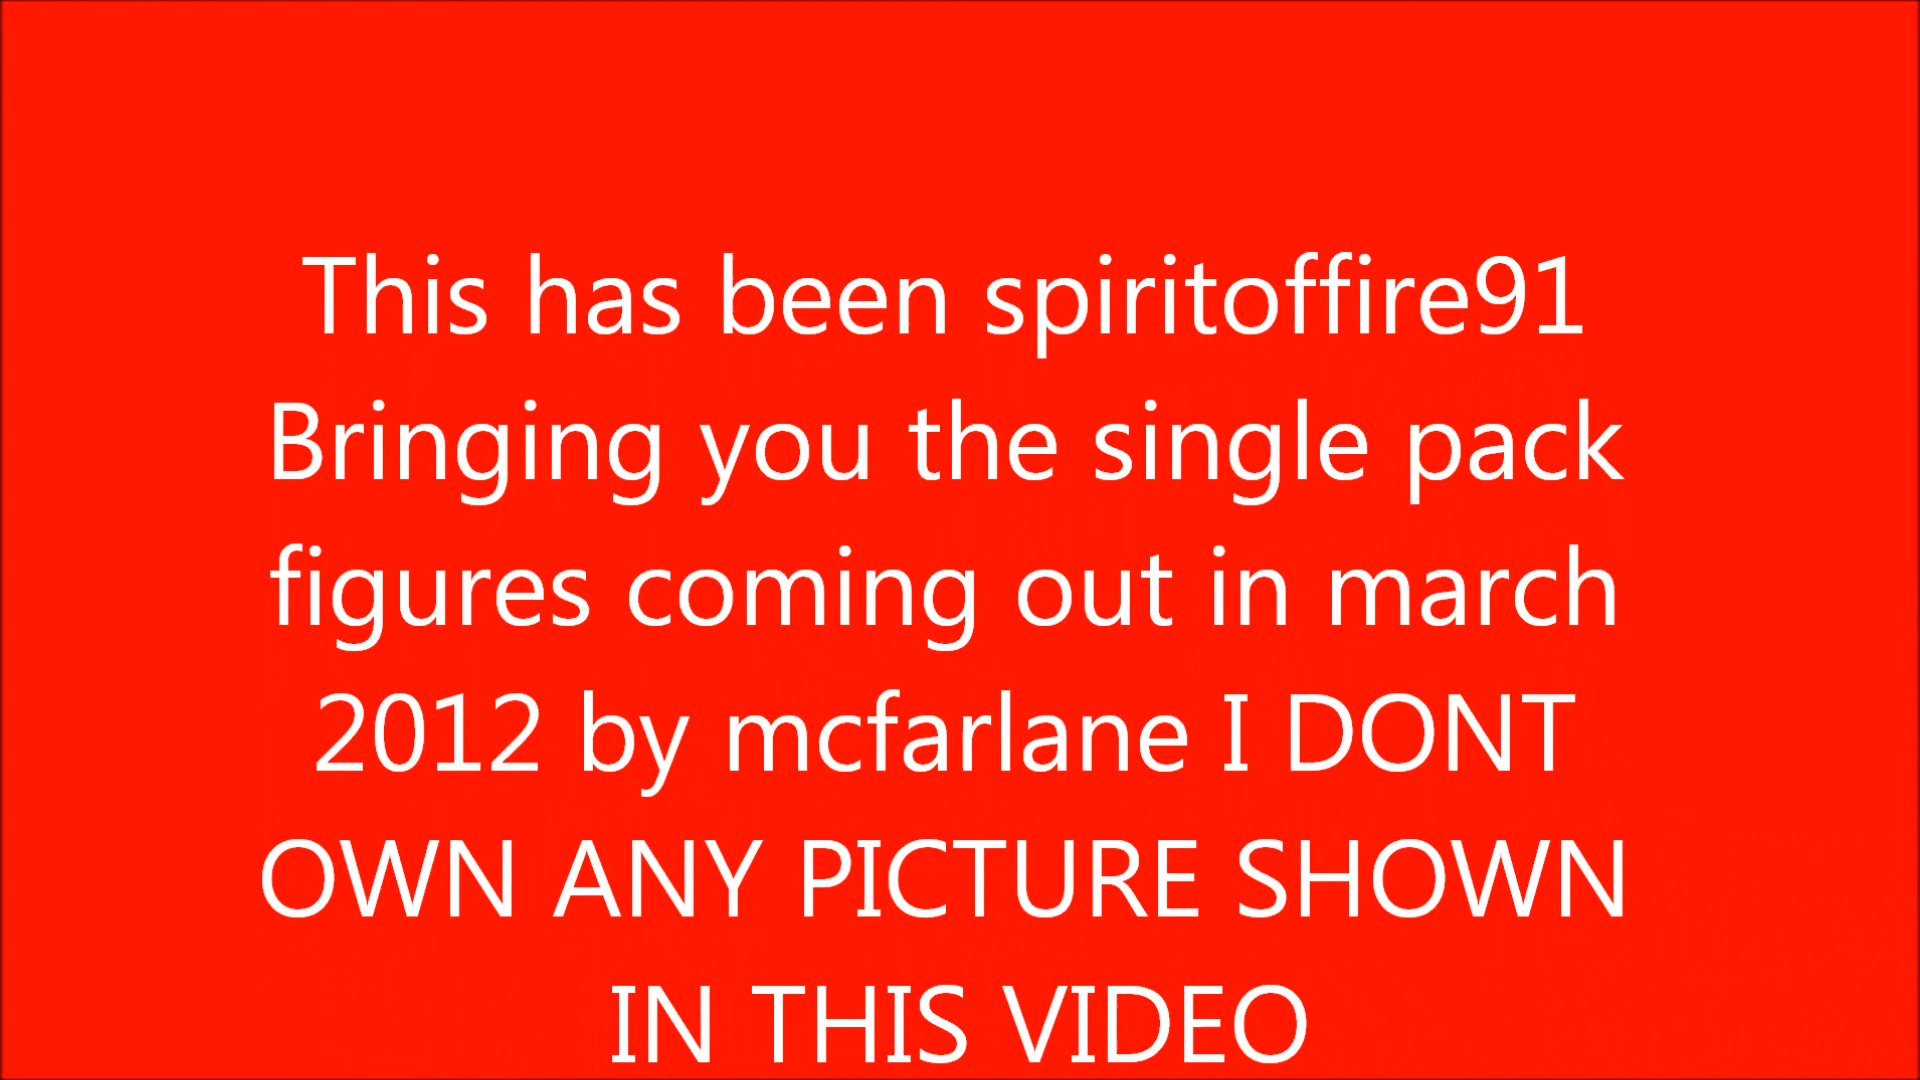 This has been spiritoffire91
Bringing you the single pack
figures coming out in march
2012 by mcfarlane I DONT
OWN ANY PICTURE SHOWN
IN THIS VIDEO